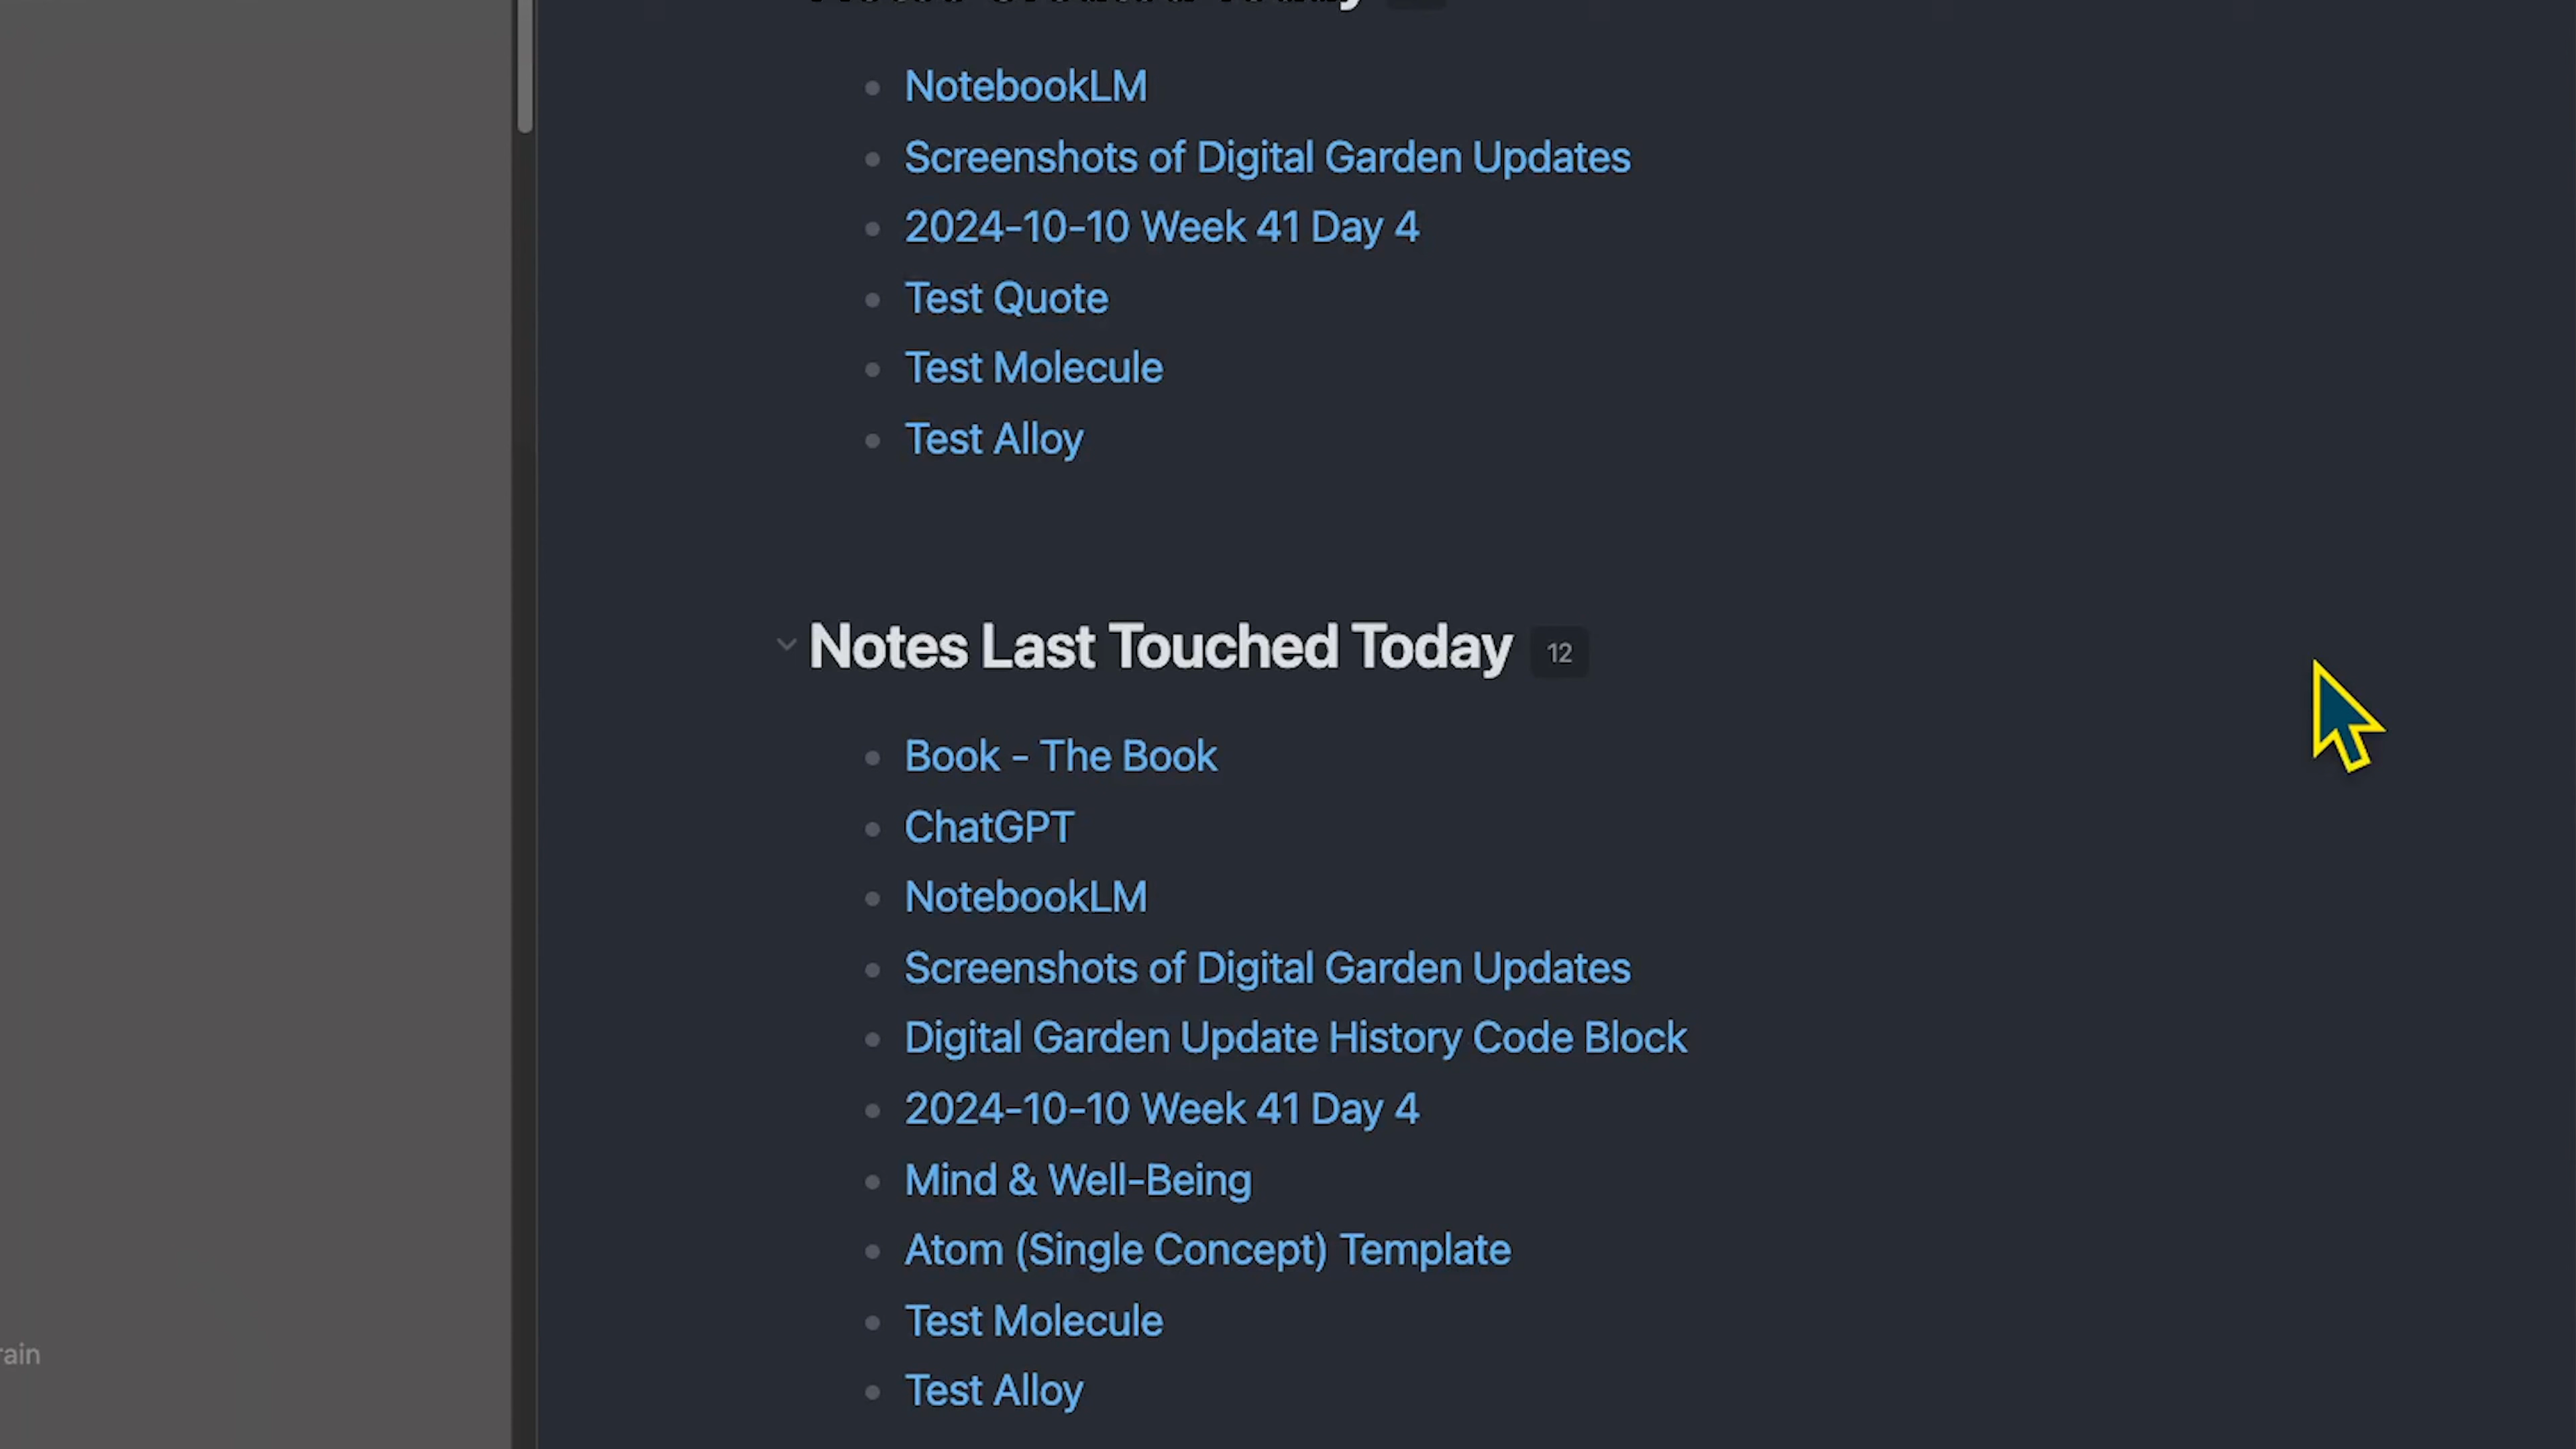 NotebookLM
Screenshots of Digital Garden Updates
2024-10-10 Week 41 Day 4
Test Quote
Test Molecule
Test Alloy
Notes Last Touched Today 12
Book - The Book
ChatGPT
NotebookLM
Screenshots of Digital Garden Updates
Digital Garden Update History Code Block
2024-10-10 Week 41 Day 4
Mind & Well-Being
Atom (Single Concept) Template
Test Molecule
rain
Test Alloy